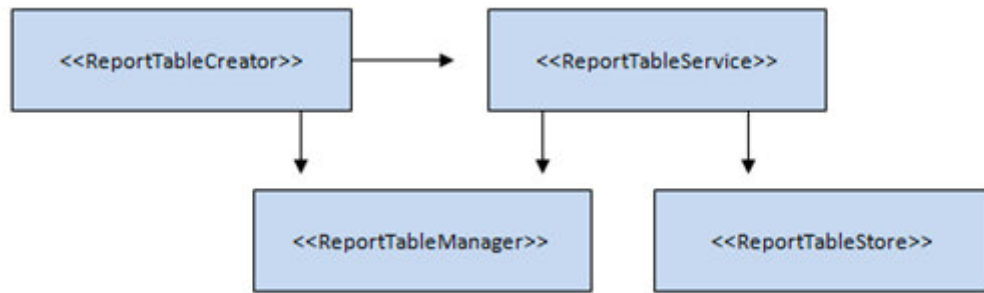 <<ReportTableCreator>>
<<ReportTableService>>
<<ReportTableManager>>
<<ReportTableStore>>